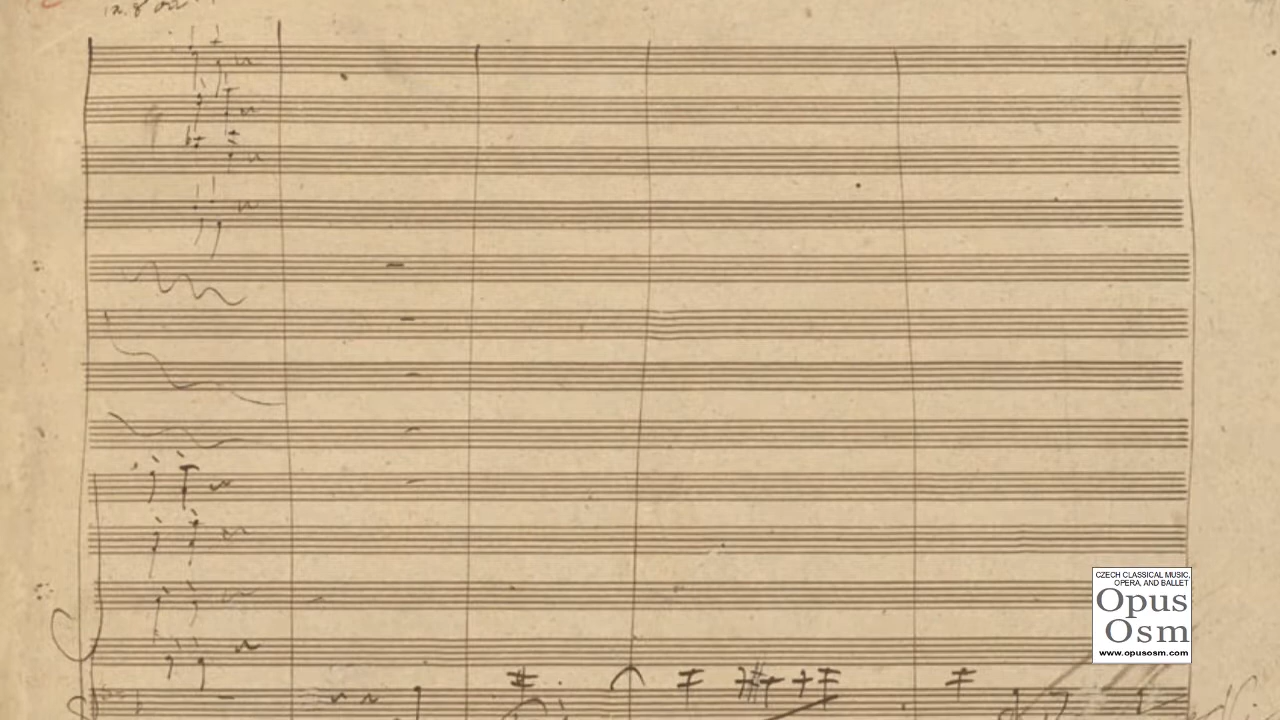 CZECH CLASSICAL MUSIC,
OPERA, AND BALLET
Opus
Osm
www.opusosm.com